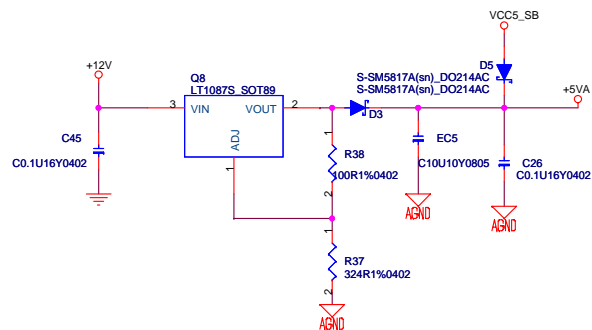 VCC5_SB
+12V
Q8
LT1087S_SOT89
D5
S-SM5817A(sn)_DO214AC
S-SM5817A(sn)_DO214AC
D3
+5VA
3
VIN
VOUT
2
ADJ
1
C45
C0.1U16Y0402
1
R38
100R1%0402
2
EC5
C10U10Y0805
C26
C0.1U16Y0402
AGND
AGND
1
R37
324R1%0402
2
AGND